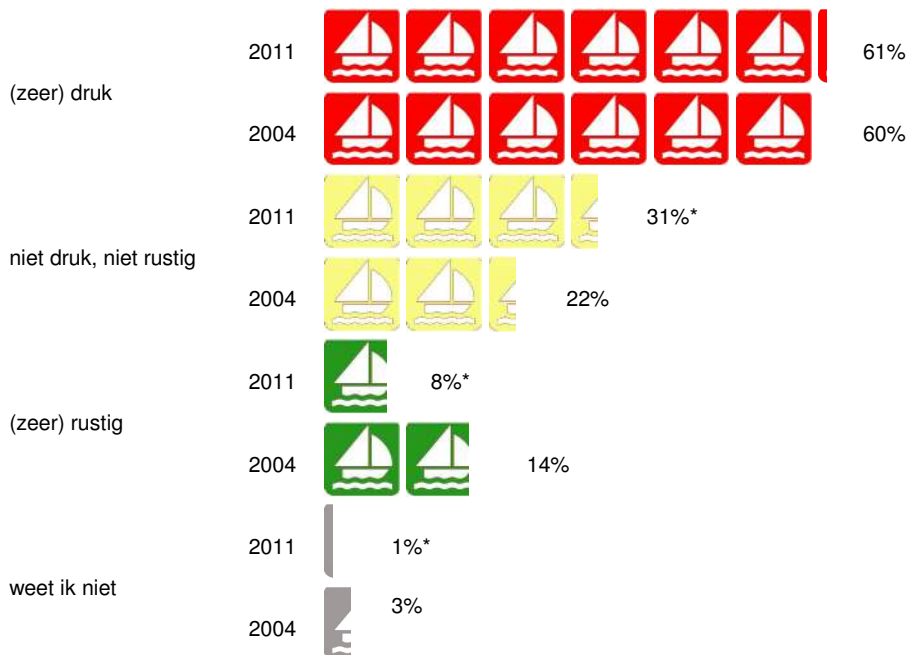 2011 61%
(zeer) druk
2004 60%
2011 31%*
niet druk, niet rustig
2004 22%
2011 8%*
(zeer) rustig
2004 14%
2011 1%*
weet ik niet
2004 3%